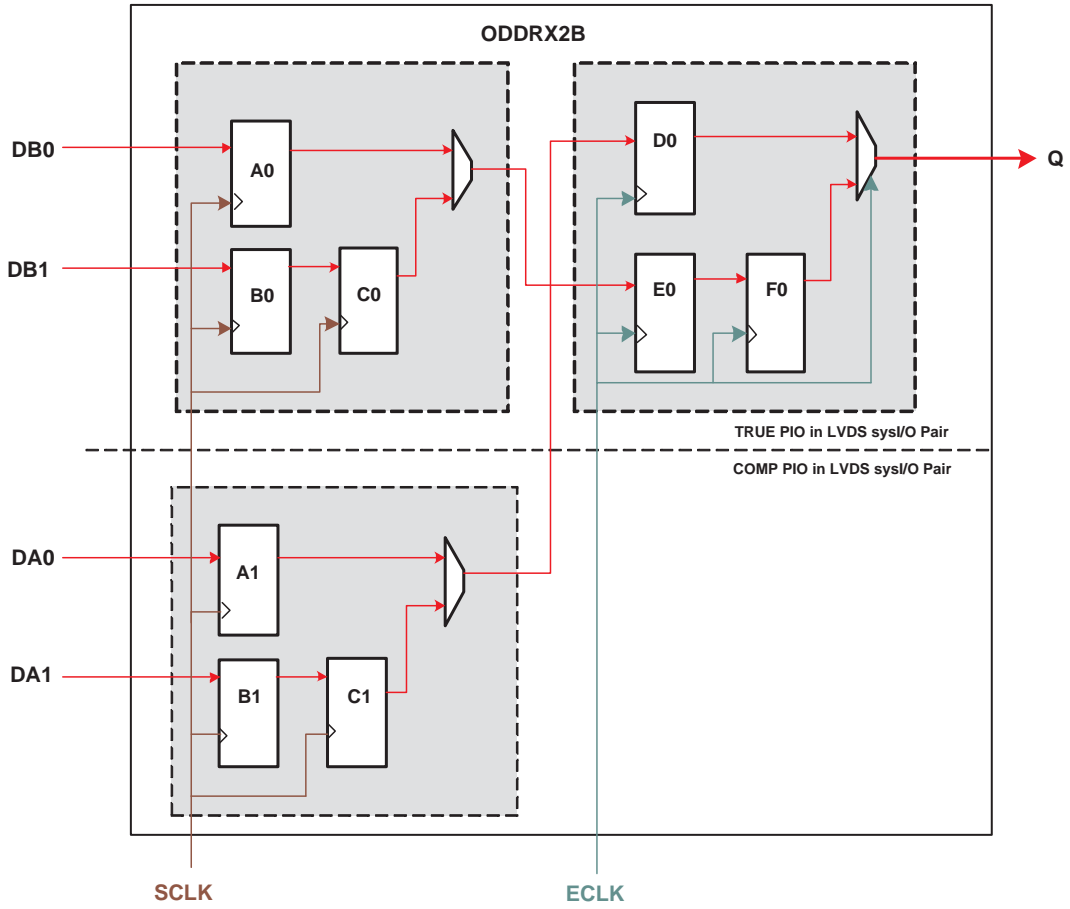 ODDRX2B
DB0
A0
D0
Q
DB1
B0
C0
E0
F0
TRUE PIO in LVDS sysI/O Pair
COMP PIO in LVDS sysI/O Pair
DA0
A1
DA1
B1
C1
SCLK
ECLK